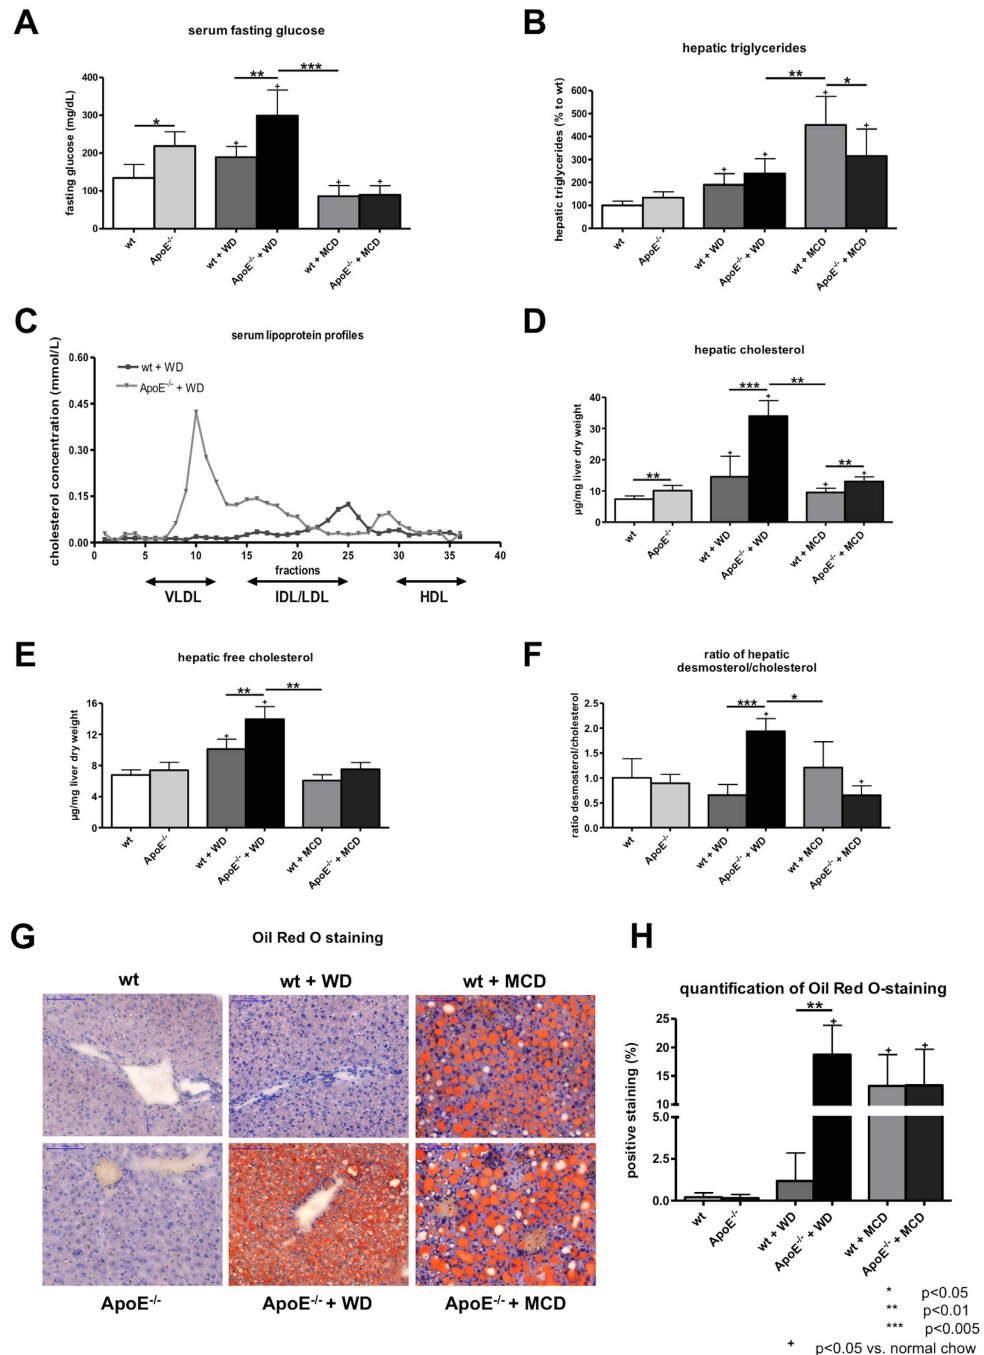 A
serum fasting glucose
***
**
*
fasting glucose (mg/dL)
400
300
200
100
0
+
+
+
+
wt
ApoE-/-
wt + WD
ApoE-/- + WD
wt + MCD
ApoE-/- + MCD
B
hepatic triglycerides
**
*
hepatic triglycerides (% to wt)
600
500
400
300
200
100
0
+
+
+
+
wt
ApoE-/-
wt + WD
ApoE-/- + WD
wt + MCD
ApoE-/- + MCD
C
serum lipoprotein profiles
cholesterol concentration (mmol/L)
0.60
0.45
0.30
0.15
0.00
wt + WD
ApoE-/- + WD
0
5
10
15
20
25
30
35
40
fractions
VLDL
IDL/LDL
HDL
D
hepatic cholesterol
***
**
**
**
µg/mg liver dry weight
40
30
20
10
0
+
+
+
+
wt
ApoE-/-
wt + WD
ApoE-/- + WD
wt + MCD
ApoE-/- + MCD
E
hepatic free cholesterol
**
**
µg/mg liver dry weight
16
12
8
4
0
+
+
wt
ApoE-/-
wt + WD
ApoE-/- + WD
wt + MCD
ApoE-/- + MCD
F
ratio of hepatic
desmosterol/cholesterol
***
*
ratio desmosterol/cholesterol
2.5
2.0
1.5
1.0
0.5
0.0
+
+
wt
ApoE-/-
wt + WD
ApoE-/- + WD
wt + MCD
ApoE-/- + MCD
G
Oil Red O staining
wt
wt + WD
wt + MCD
ApoE-/-
ApoE-/- + WD
ApoE-/- + MCD
H
quantification of Oil Red O-staining
**
positive staining (%)
25
20
15
10
5.0
2.5
0.0
+
+
+
wt
ApoE-/-
wt + WD
ApoE-/- + WD
wt + MCD
ApoE-/- + MCD
* p<0.05
** p<0.01
*** p<0.005
+ p<0.05 vs. normal chow